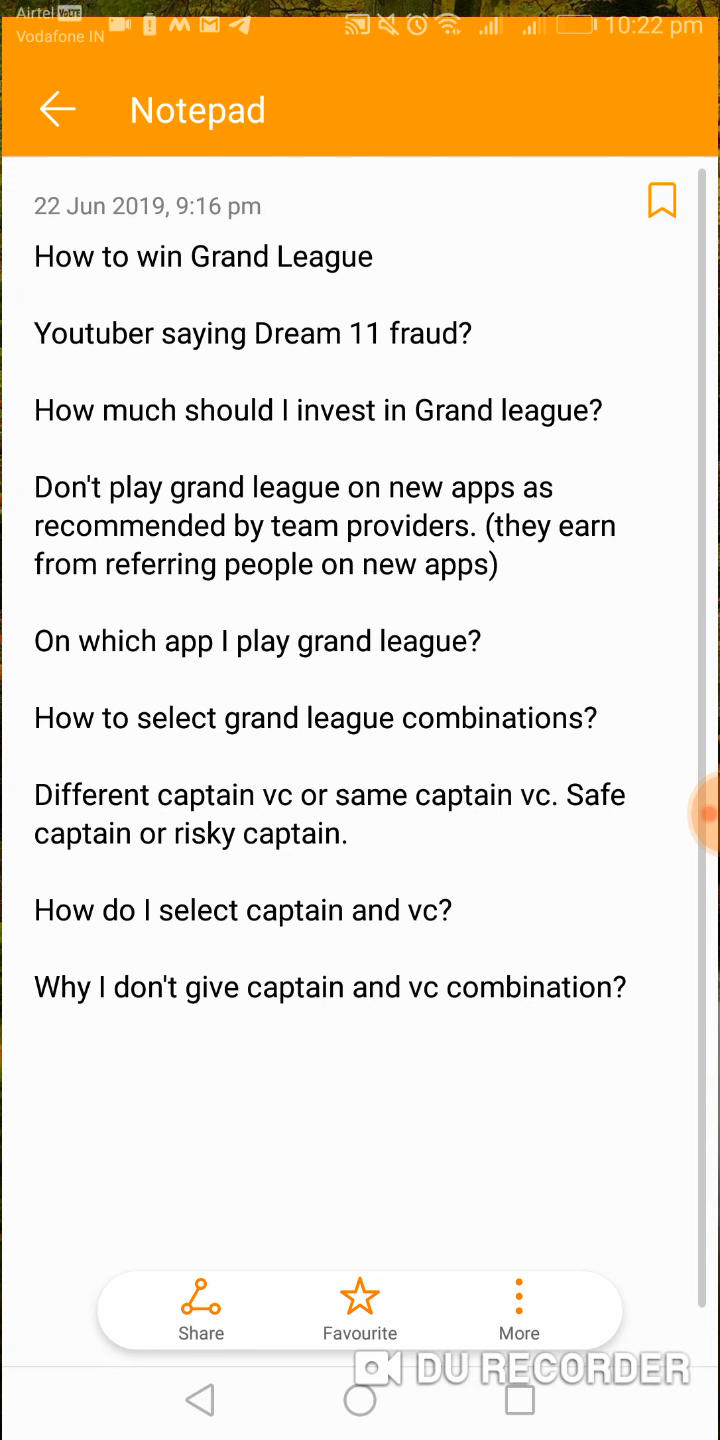 Airtel VoLTE
Vodafone IN
10:22 pm
Notepad
22 Jun 2019, 9:16 pm
How to win Grand League
Youtuber saying Dream 11 fraud?
How much should I invest in Grand league?
Don't play grand league on new apps as
recommended by team providers. (they earn
from referring people on new apps)
On which app I play grand league?
How to select grand league combinations?
Different captain vc or same captain vc. Safe
captain or risky captain.
How do I select captain and vc?
Why I don't give captain and vc combination?
Share
Favourite
More
DU RECORDER